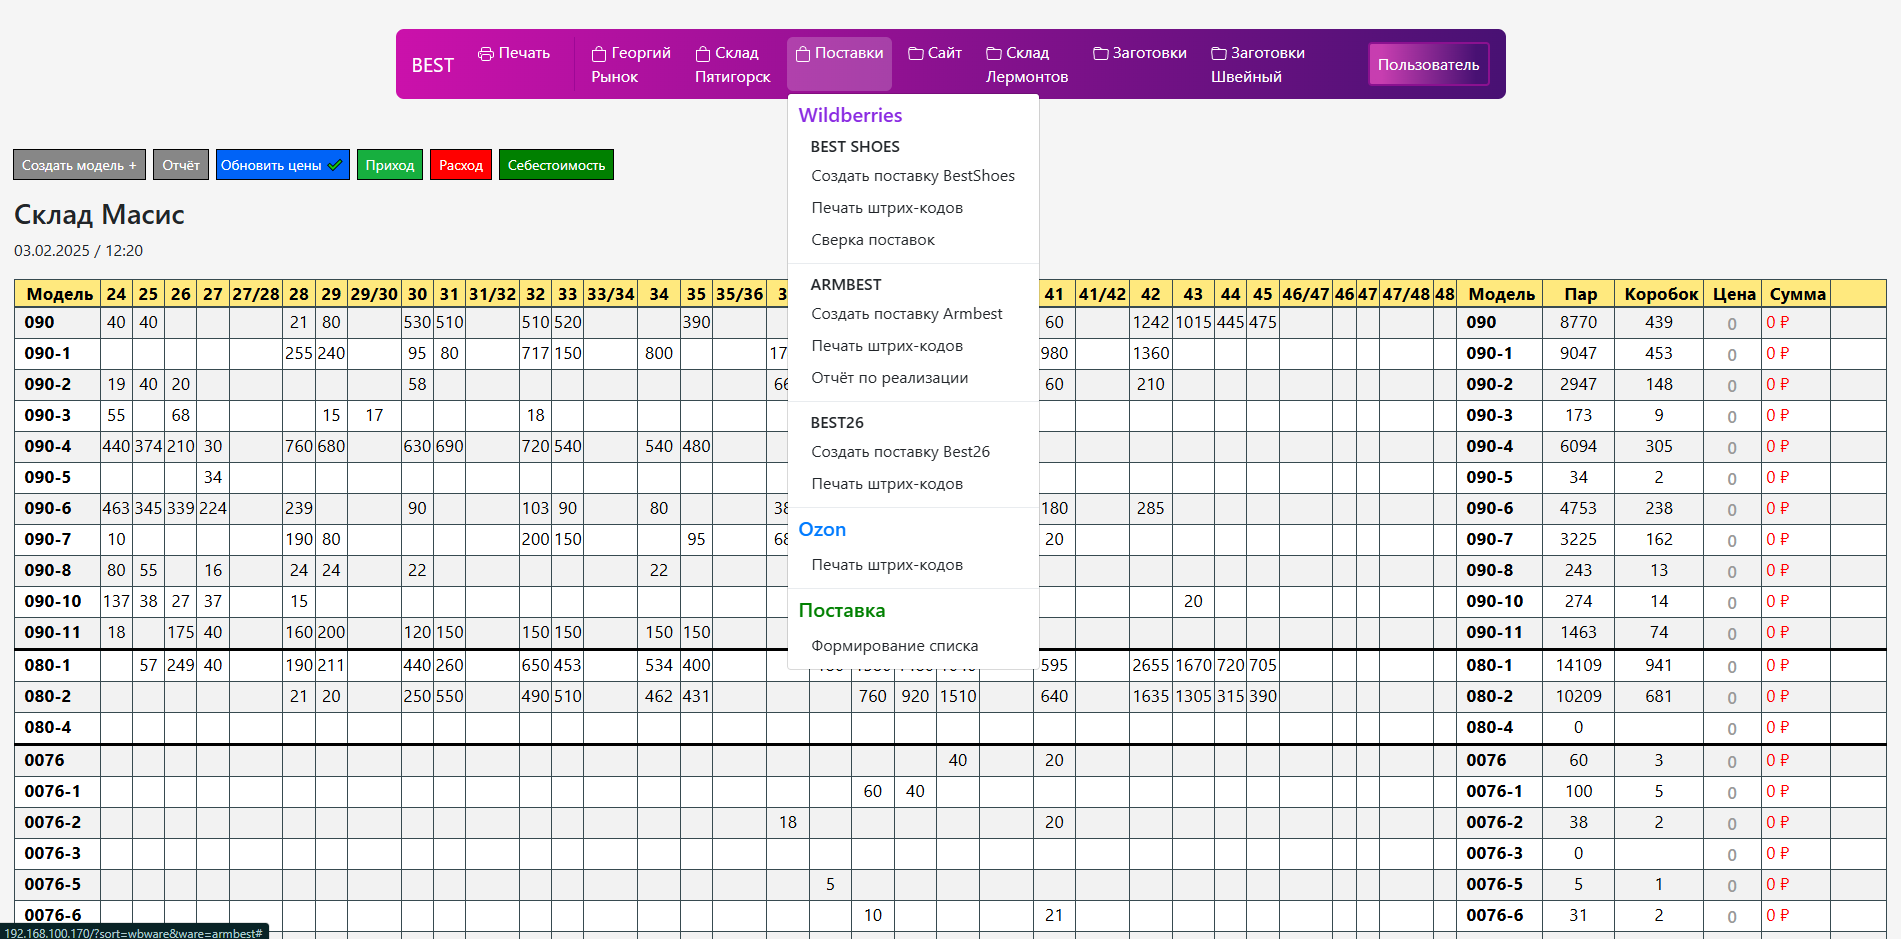 BEST Печать Георгий Рынок Склад Пятигорск Поставки Сайт Склад Лермонтов Заготовки Заготовки Швейный Пользователь
Wildberries
BEST SHOES
Создать поставку BestShoes
Печать штрих-кодов
Сверка поставок
ARMBEST
Создать поставку Armbest
Печать штрих-кодов
Отчёт по реализации
BEST26
Создать поставку Best26
Печать штрих-кодов
Ozon
Печать штрих-кодов
Поставка
Формирование списка
Создать модель + Отчёт Обновить цены Приход Расход Себестоимость
Склад Масис
03.02.2025 / 12:20
Модель 24 25 26 27 27/28 28 29 29/30 30 31 31/32 32 33 33/34 34 35 35/36 41 41/42 42 43 44 45 46/47 46 47 47/48 48 Модель Пар Коробок Цена Сумма
090 40 40 21 80 530 510 510 520 390 60 1242 1015 445 475 090 8770 439 0 0 ₽
090-1 255 240 95 80 717 150 800 980 1360 090-1 9047 453 0 0 ₽
090-2 19 40 20 58 60 210 090-2 2947 148 0 0 ₽
090-3 55 68 15 17 18 090-3 173 9 0 0 ₽
090-4 440 374 210 30 760 680 630 690 720 540 540 480 090-4 6094 305 0 0 ₽
090-5 34 090-5 34 2 0 0 ₽
090-6 463 345 339 224 239 90 103 90 80 180 285 090-6 4753 238 0 0 ₽
090-7 10 190 80 200 150 95 20 090-7 3225 162 0 0 ₽
090-8 80 55 16 24 24 22 22 090-8 243 13 0 0 ₽
090-10 137 38 27 37 15 20 090-10 274 14 0 0 ₽
090-11 18 175 40 160 200 120 150 150 150 150 150 090-11 1463 74 0 0 ₽
080-1 57 249 40 190 211 440 260 650 453 534 400 595 2655 1670 720 705 080-1 14109 941 0 0 ₽
080-2 21 20 250 550 490 510 462 431 760 920 1510 640 1635 1305 315 390 080-2 10209 681 0 0 ₽
080-4 080-4 0 0 0 ₽
0076 40 20 0076 60 3 0 0 ₽
0076-1 60 40 0076-1 100 5 0 0 ₽
0076-2 18 20 0076-2 38 2 0 0 ₽
0076-3 0076-3 0 0 0 ₽
0076-5 5 0076-5 5 1 0 0 ₽
0076-6 10 21 0076-6 31 2 0 0 ₽
192.168.100.170/?sort=wbware&ware=armbest#